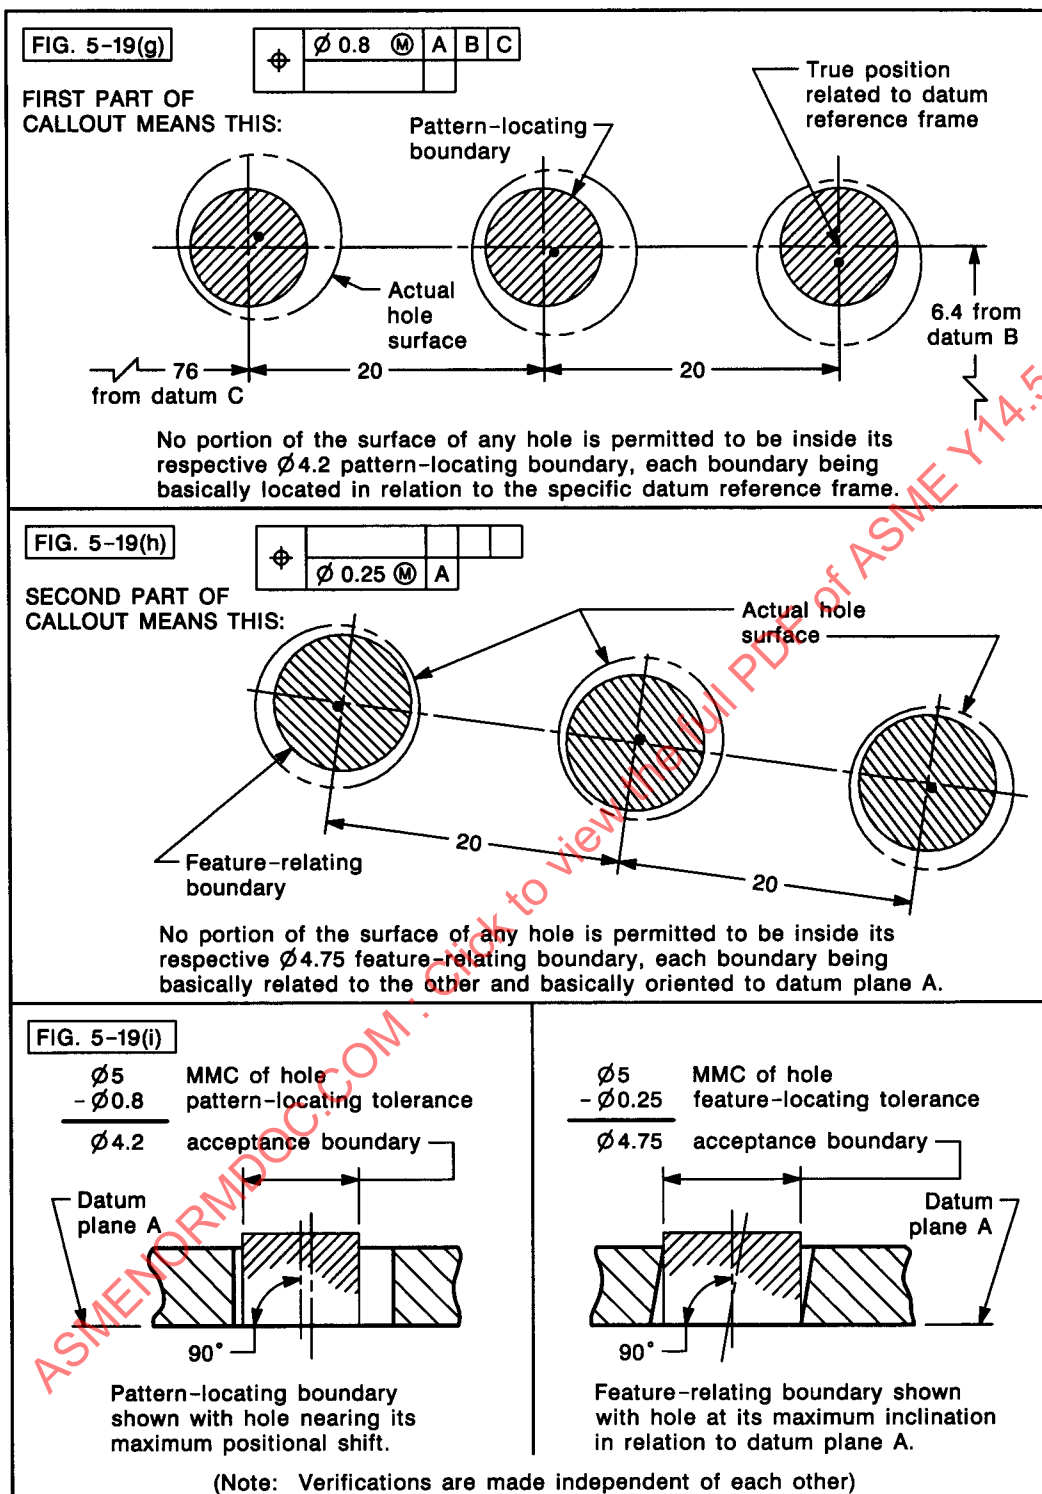 FIG. 5-19(g)
⌖ Ø 0.8 Ⓜ A B C
FIRST PART OF
CALLOUT MEANS THIS:
Pattern-locating
boundary
True position
related to datum
reference frame
Actual
hole
surface
6.4 from
datum B
76
from datum C
20
20
No portion of the surface of any hole is permitted to be inside its
respective Ø4.2 pattern-locating boundary, each boundary being
basically located in relation to the specific datum reference frame.
FIG. 5-19(h)
⌖ Ø 0.25 Ⓜ A
SECOND PART OF
CALLOUT MEANS THIS:
Actual hole
surface
20
20
Feature-relating
boundary
No portion of the surface of any hole is permitted to be inside its
respective Ø4.75 feature-relating boundary, each boundary being
basically related to the other and basically oriented to datum plane A.
FIG. 5-19(i)
Ø5 MMC of hole
- Ø0.8 pattern-locating tolerance
Ø4.2 acceptance boundary
Datum
plane A
90°
Pattern-locating boundary
shown with hole nearing its
maximum positional shift.
Ø5 MMC of hole
- Ø0.25 feature-locating tolerance
Ø4.75 acceptance boundary
Datum
plane A
90°
Feature-relating boundary shown
with hole at its maximum inclination
in relation to datum plane A.
(Note: Verifications are made independent of each other)
ASMENORMDOC.COM : Click to view the full PDF of ASME Y14.5